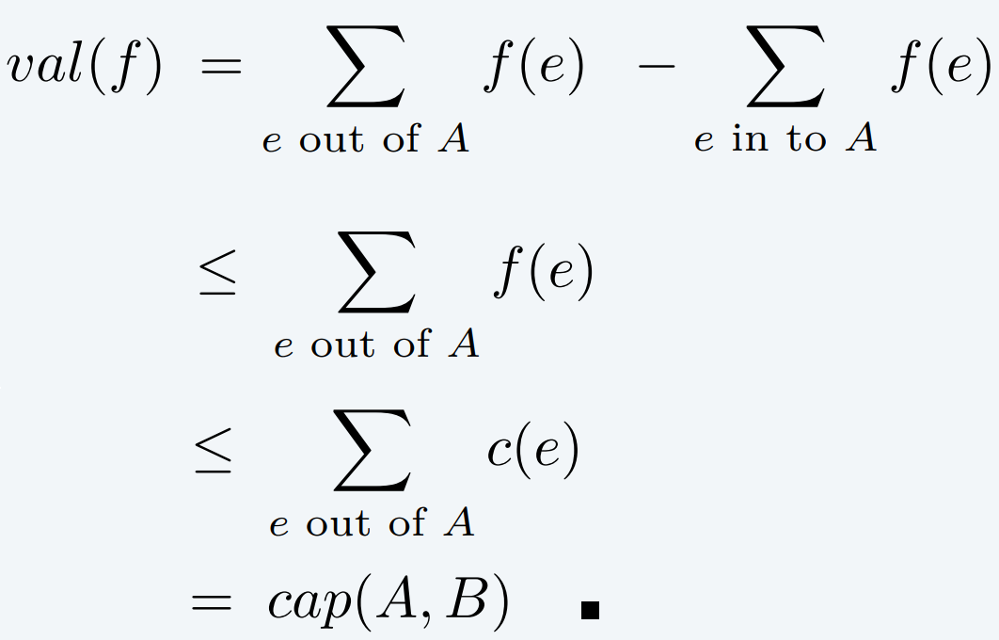 val(f) = ∑ f(e) − ∑ f(e)
e out of A e in to A
≤ ∑ f(e)
e out of A
≤ ∑ c(e)
e out of A
= cap(A, B) ■